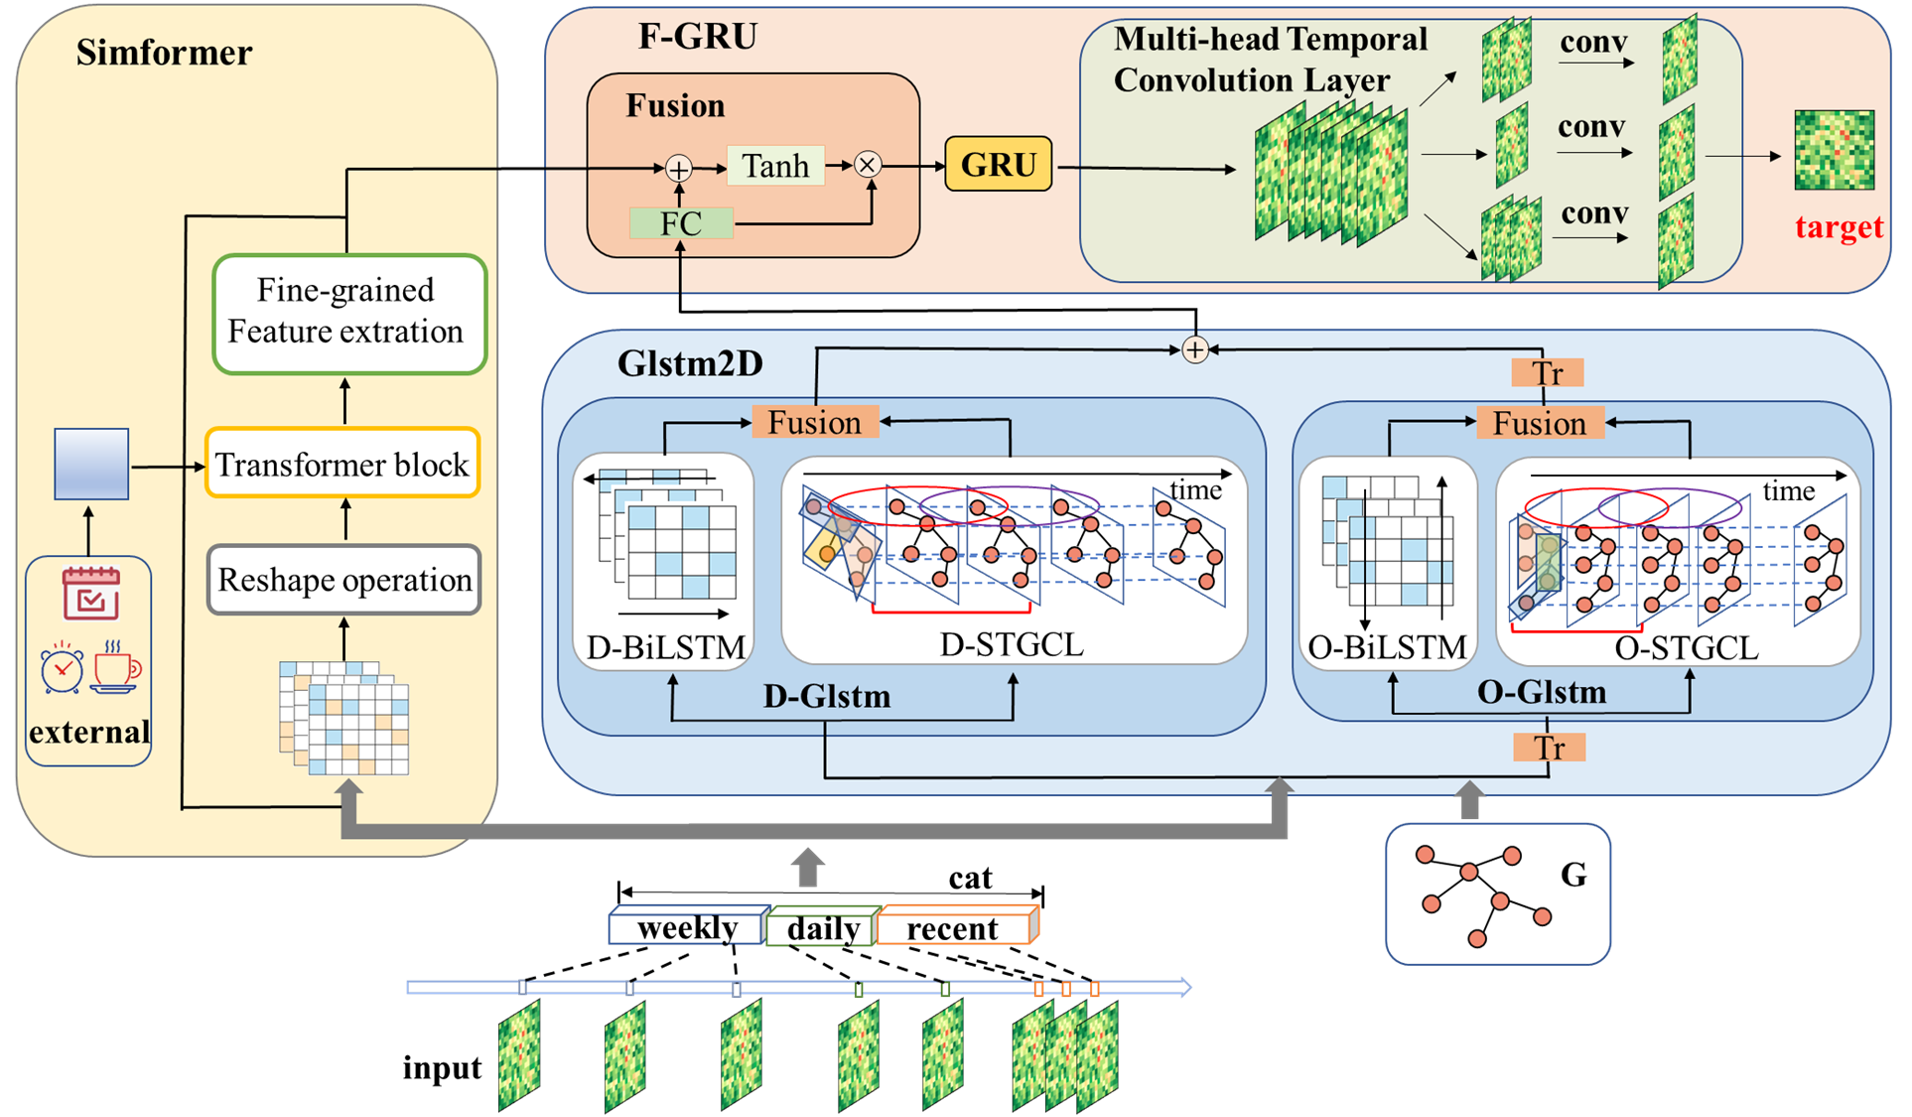 Simformer
Fine-grained
Feature extration
Transformer block
Reshape operation
external
F-GRU
Fusion
+
Tanh
×
FC
GRU
Multi-head Temporal
Convolution Layer
conv
conv
conv
target
Glstm2D
+
Tr
Fusion
D-BiLSTM
time
D-STGCL
D-Glstm
Fusion
O-BiLSTM
time
O-STGCL
O-Glstm
Tr
G
cat
weekly
daily
recent
input